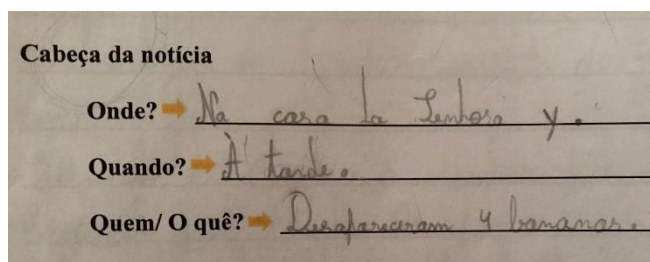 Cabeça da notícia
Onde? Na casa da Senhora y.
Quando? À tarde.
Quem/ O quê? Desapareceram 4 bananas.